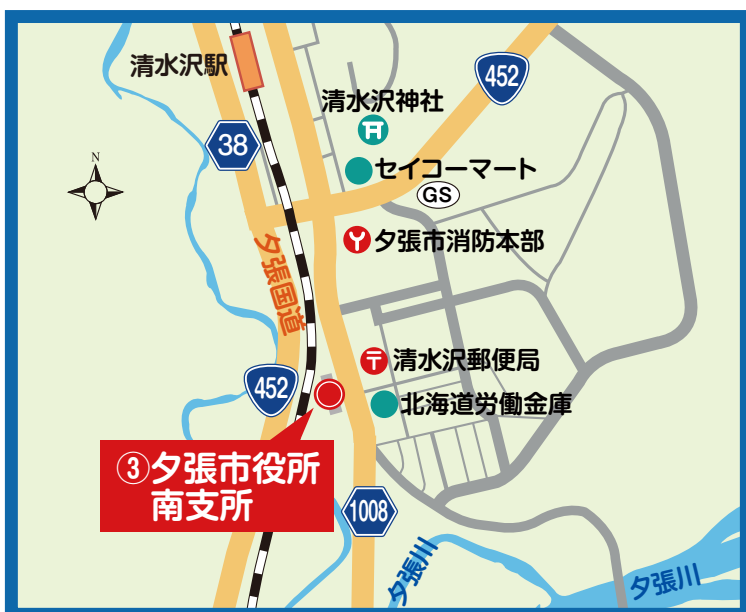 清水沢駅
452
清水沢神社
38
セイコーマート
N
GS
夕張市消防本部
夕張国道
清水沢郵便局
452
北海道労働金庫
③夕張市役所
南支所
1008
夕張川
夕張川